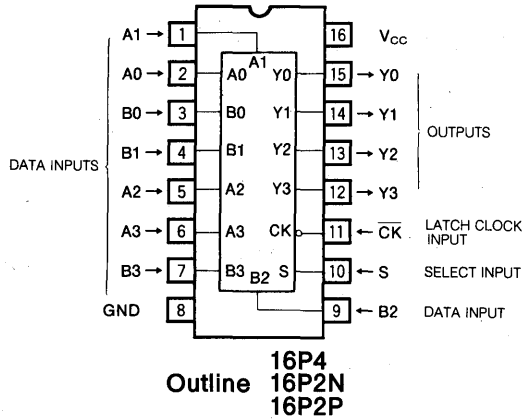 A1 → 1 A1 16 VCC
A0 → 2 A0 Y0 15 → Y0
B0 → 3 B0 Y1 14 → Y1
OUTPUTS
B1 → 4 B1 Y2 13 → Y2
DATA INPUTS
A2 → 5 A2 Y3 12 → Y3
A3 → 6 A3 CK 11 ← C̅K̅ LATCH CLOCK
INPUT
B3 → 7 B3 B2 S 10 ← S SELECT INPUT
GND 8 9 ← B2 DATA INPUT
16P4
Outline 16P2N
16P2P